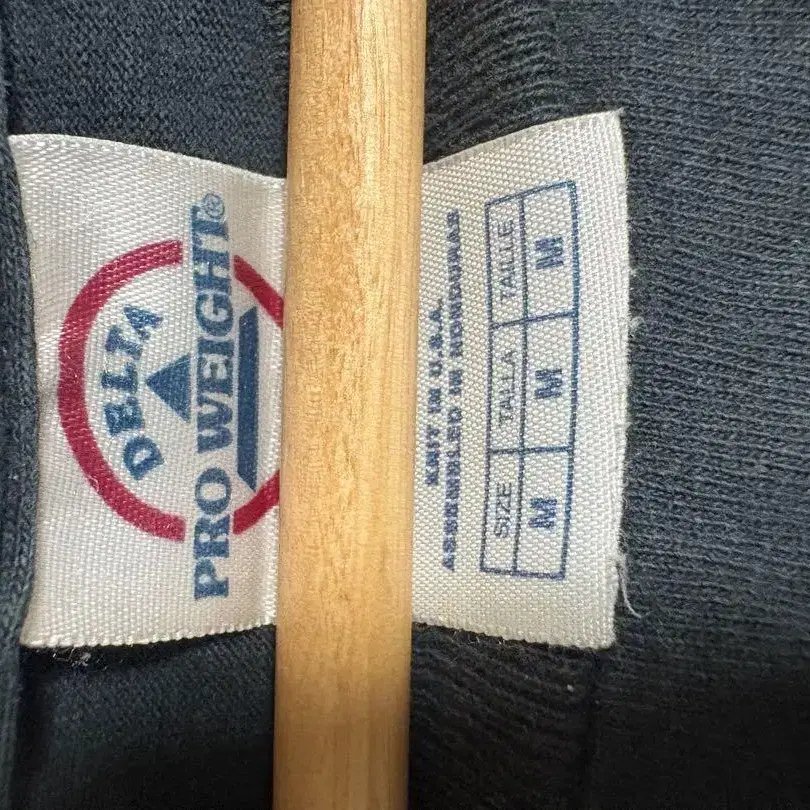 DELTA
PRO WEIGHT®
KNIT IN U.S.A.
ASSEMBLED IN HONDURAS
SIZE TALLA TAILLE
M M M